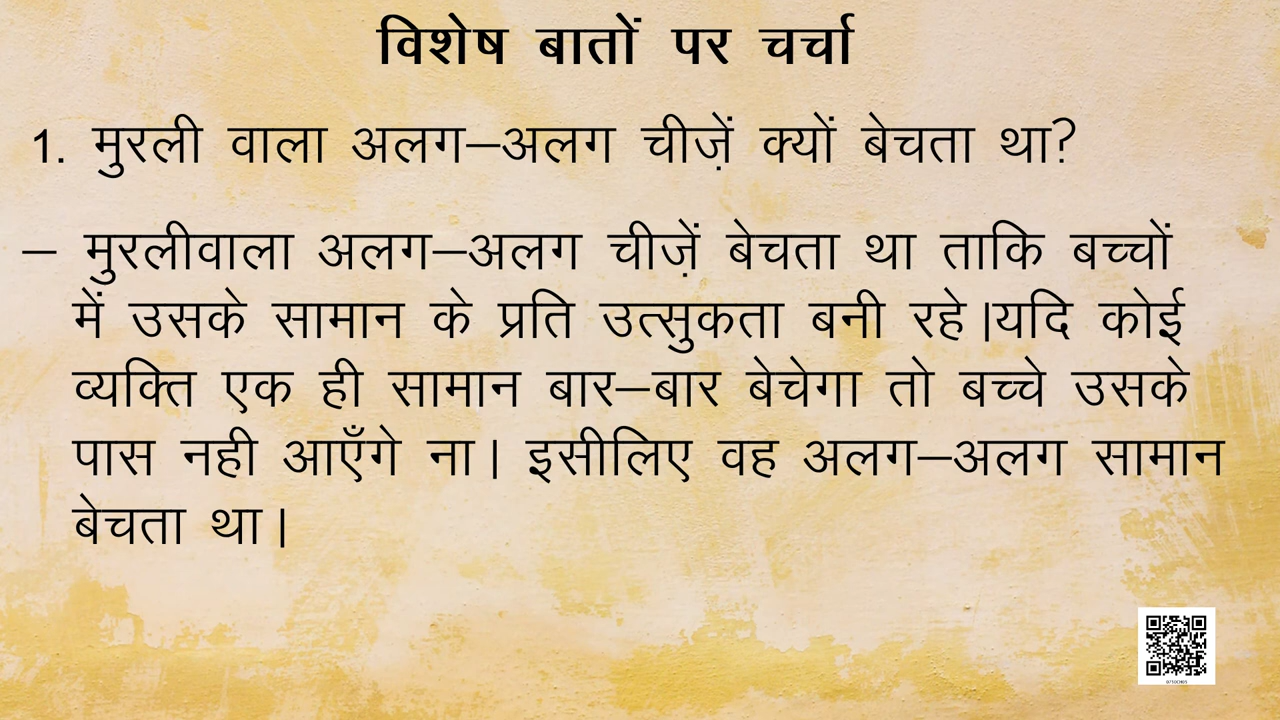 विशेष बातों पर चर्चा
1. मुरली वाला अलग–अलग चीज़ें क्यों बेचता था?
– मुरलीवाला अलग–अलग चीज़ें बेचता था ताकि बच्चों
में उसके सामान के प्रति उत्सुकता बनी रहे।यदि कोई
व्यक्ति एक ही सामान बार–बार बेचेगा तो बच्चे उसके
पास नही आएँगे ना। इसीलिए वह अलग–अलग सामान
बेचता था।